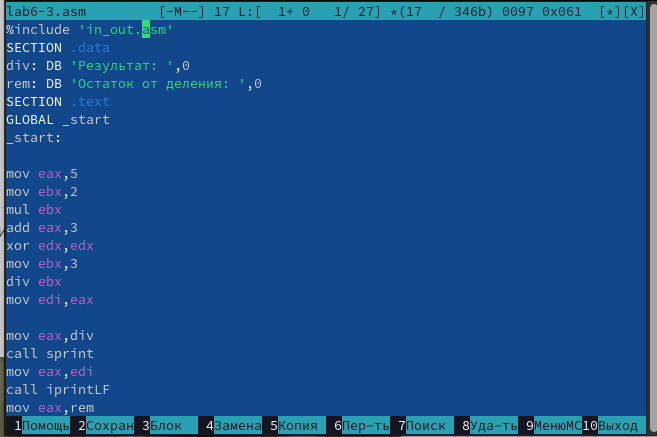 lab6-3.asm [-M--] 17 L:[ 1+ 0 1/ 27] *(17 / 346b) 0097 0x061 [*][X]
%include 'in_out.asm'
SECTION .data
div: DB 'Результат: ',0
rem: DB 'Остаток от деления: ',0
SECTION .text
GLOBAL _start
_start:
mov eax,5
mov ebx,2
mul ebx
add eax,3
xor edx,edx
mov ebx,3
div ebx
mov edi,eax
mov eax,div
call sprint
mov eax,edi
call iprintLF
mov eax,rem
1Помощь 2Сохран 3Блок 4Замена 5Копия 6Пер~ть 7Поиск 8Уда~ть 9МенюMC 10Выход